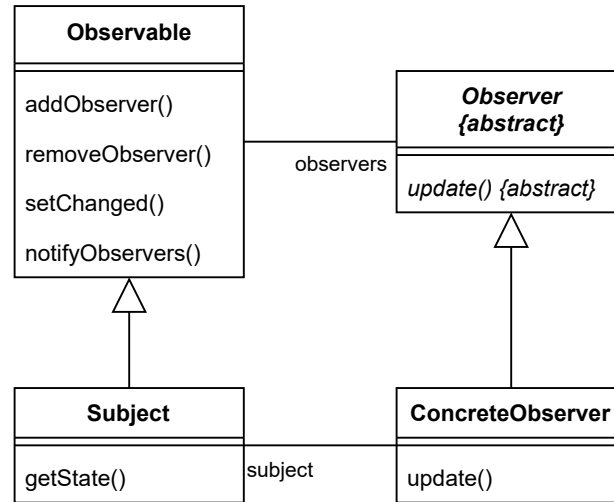 Observable
addObserver()
removeObserver()
setChanged()
notifyObservers()
observers
Observer
{abstract}
update() {abstract}
Subject
getState()
subject
ConcreteObserver
update()